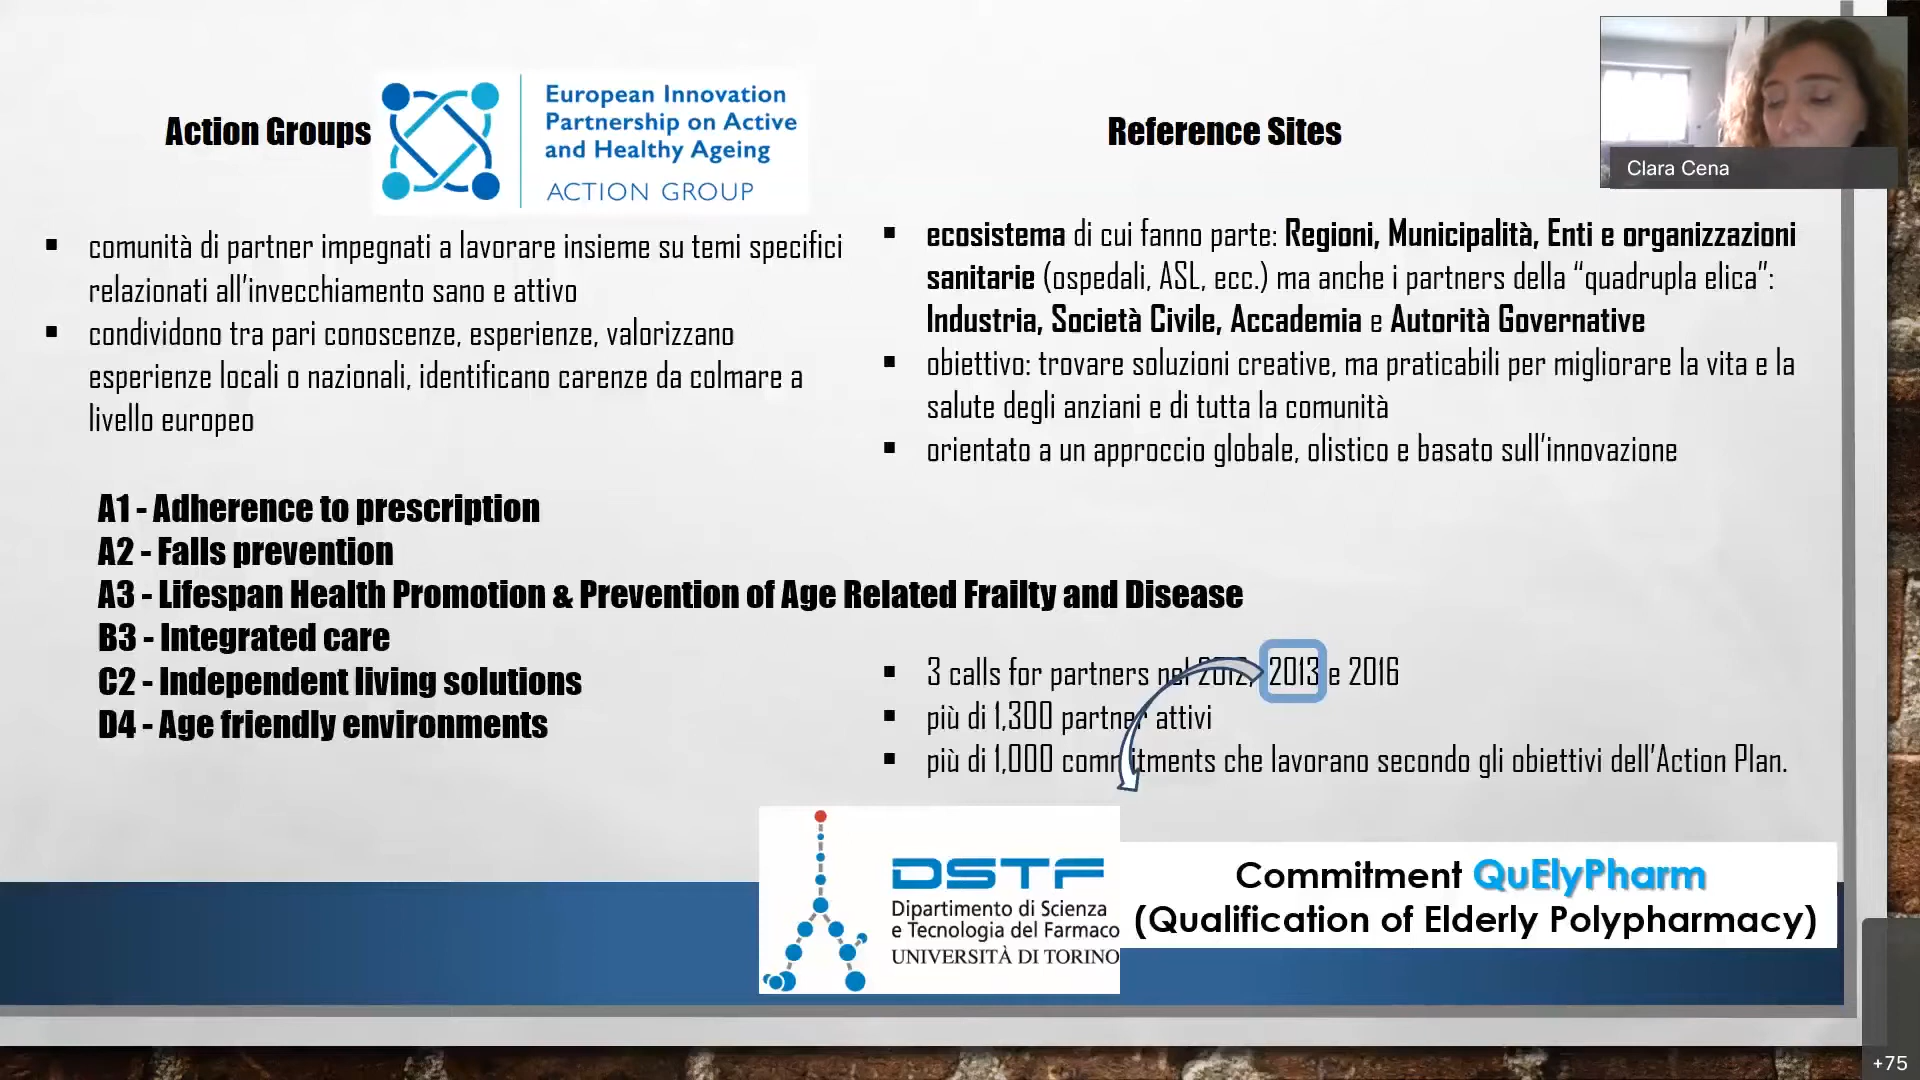 Action Groups
European Innovation
Partnership on Active
and Healthy Ageing
ACTION GROUP
▪ comunità di partner impegnati a lavorare insieme su temi specifici
relazionati all’invecchiamento sano e attivo
▪ condividono tra pari conoscenze, esperienze, valorizzano
esperienze locali o nazionali, identificano carenze da colmare a
livello europeo
A1 - Adherence to prescription
A2 - Falls prevention
A3 - Lifespan Health Promotion & Prevention of Age Related Frailty and Disease
B3 - Integrated care
C2 - Independent living solutions
D4 - Age friendly environments
Reference Sites
▪ ecosistema di cui fanno parte: Regioni, Municipalità, Enti e organizzazioni
sanitarie (ospedali, ASL, ecc.) ma anche i partners della “quadrupla elica”:
Industria, Società Civile, Accademia e Autorità Governative
▪ obiettivo: trovare soluzioni creative, ma praticabili per migliorare la vita e la
salute degli anziani e di tutta la comunità
▪ orientato a un approccio globale, olistico e basato sull’innovazione
▪ 3 calls for partners nel 2012, 2013 e 2016
▪ più di 1,300 partner attivi
▪ più di 1,000 commitments che lavorano secondo gli obiettivi dell’Action Plan.
DSTF
Dipartimento di Scienza
e Tecnologia del Farmaco
UNIVERSITÀ DI TORINO
Commitment QuElyPharm
(Qualification of Elderly Polypharmacy)
Clara Cena
+75